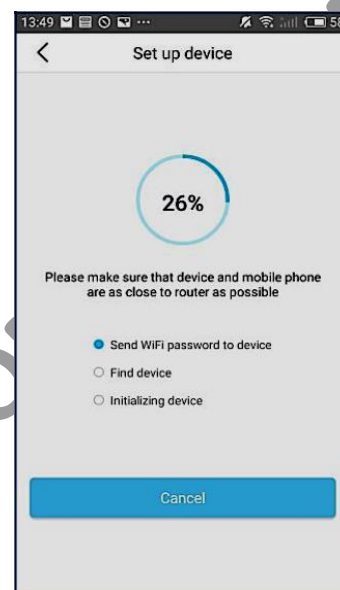 13:49 58
Set up device
26%
Please make sure that device and mobile phone
are as close to router as possible
Send WiFi password to device
Find device
Initializing device
Cancel